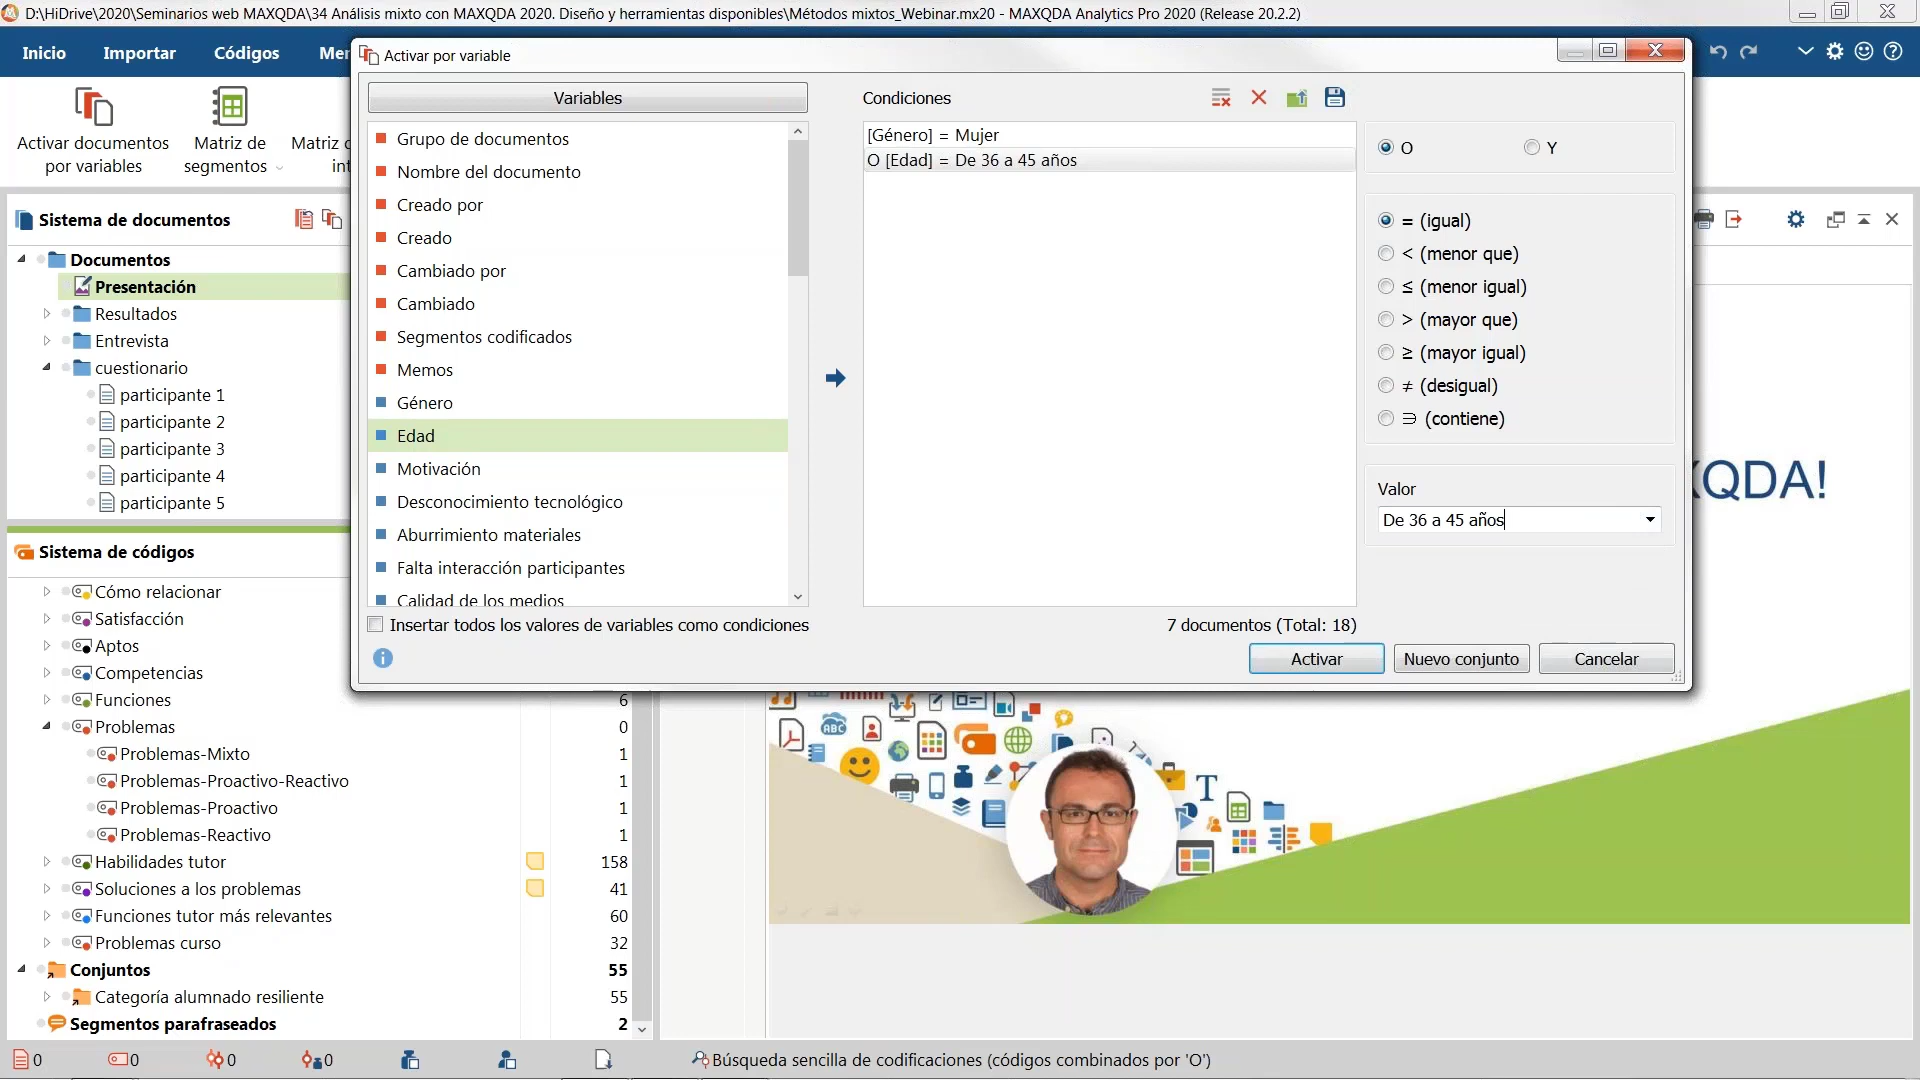 D:\HiDrive\2020\Seminarios web MAXQDA\34 Análisis mixto con MAXQDA 2020. Diseño y herramientas disponibles\Métodos mixtos_Webinar.mx20 - MAXQDA Analytics Pro 2020 (Release 20.2.2)
Inicio
Importar
Códigos
Activar documentos
por variables
Matriz de
segmentos
Activar por variable
Variables
Grupo de documentos
Nombre del documento
Creado por
Creado
Cambiado por
Cambiado
Segmentos codificados
Memos
Género
Edad
Motivación
Desconocimiento tecnológico
Aburrimiento materiales
Falta interacción participantes
Calidad de los medios
Insertar todos los valores de variables como condiciones
Condiciones
[Género] = Mujer
O [Edad] = De 36 a 45 años
7 documentos (Total: 18)
O
Y
= (igual)
< (menor que)
≤ (menor igual)
> (mayor que)
≥ (mayor igual)
≠ (desigual)
∋ (contiene)
Valor
De 36 a 45 años
Activar
Nuevo conjunto
Cancelar
Sistema de documentos
Documentos
Presentación
Resultados
Entrevista
cuestionario
participante 1
participante 2
participante 3
participante 4
participante 5
Sistema de códigos
Cómo relacionar
Satisfacción
Aptos
Competencias
Funciones 6
Problemas 0
Problemas-Mixto 1
Problemas-Proactivo-Reactivo 1
Problemas-Proactivo 1
Problemas-Reactivo 1
Habilidades tutor 158
Soluciones a los problemas 41
Funciones tutor más relevantes 60
Problemas curso 32
Conjuntos 55
Categoría alumnado resiliente 55
Segmentos parafraseados 2
XQDA!
ABC
T
0
0
0
0
Búsqueda sencilla de codificaciones (códigos combinados por 'O')